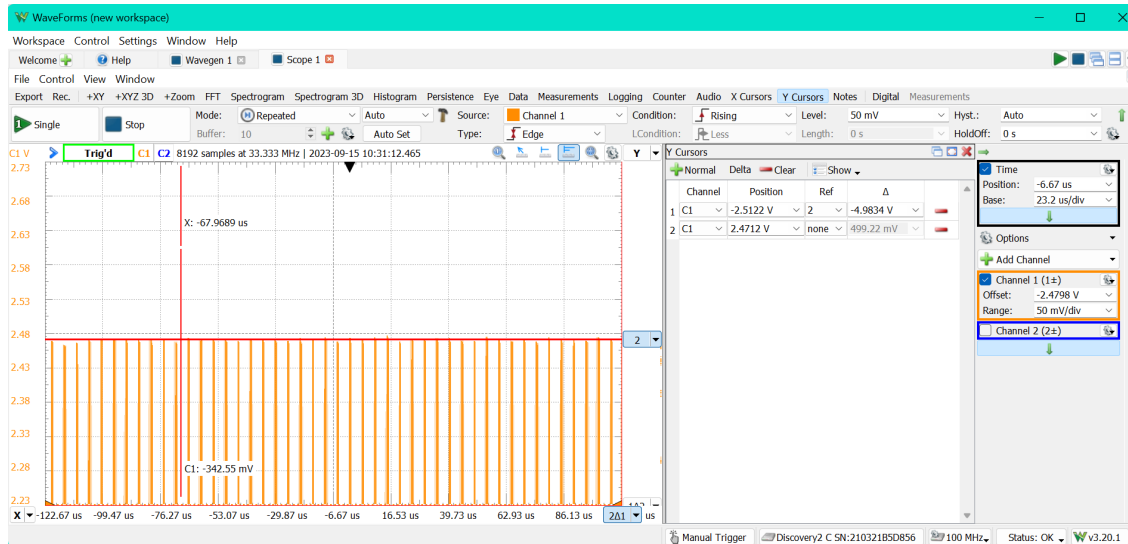 WaveForms (new workspace)
Workspace Control Settings Window Help
Welcome Help Wavegen 1 Scope 1
File Control View Window
Export Rec. +XY +XYZ 3D +Zoom FFT Spectrogram Spectrogram 3D Histogram Persistence Eye Data Measurements Logging Counter Audio X Cursors Y Cursors Notes Digital Measurements
Single Stop Mode: Repeated Auto Source: Channel 1 Condition: Rising Level: 50 mV Hyst.: Auto
Buffer: 10 Auto Set Type: Edge LCondition: Less Length: 0 s HoldOff: 0 s
C1 V Trig'd C1 C2 8192 samples at 33.333 MHz | 2023-09-15 10:31:12.465 Y
2.73
2.68
2.63
2.58
2.53
2.48
2.43
2.38
2.33
2.28
2.23
X: -67.9689 us
C1: -342.55 mV
2
X -122.67 us -99.47 us -76.27 us -53.07 us -29.87 us -6.67 us 16.53 us 39.73 us 62.93 us 86.13 us 2Δ1 us
Y Cursors
Normal Delta Clear Show
Channel Position Ref Δ
1 C1 -2.5122 V 2 -4.9834 V
2 C1 2.4712 V none 499.22 mV
Time
Position: -6.67 us
Base: 23.2 us/div
Options
Add Channel
Channel 1 (1±)
Offset: -2.4798 V
Range: 50 mV/div
Channel 2 (2±)
Manual Trigger Discovery2 C SN:210321B5D856 100 MHz Status: OK v3.20.1